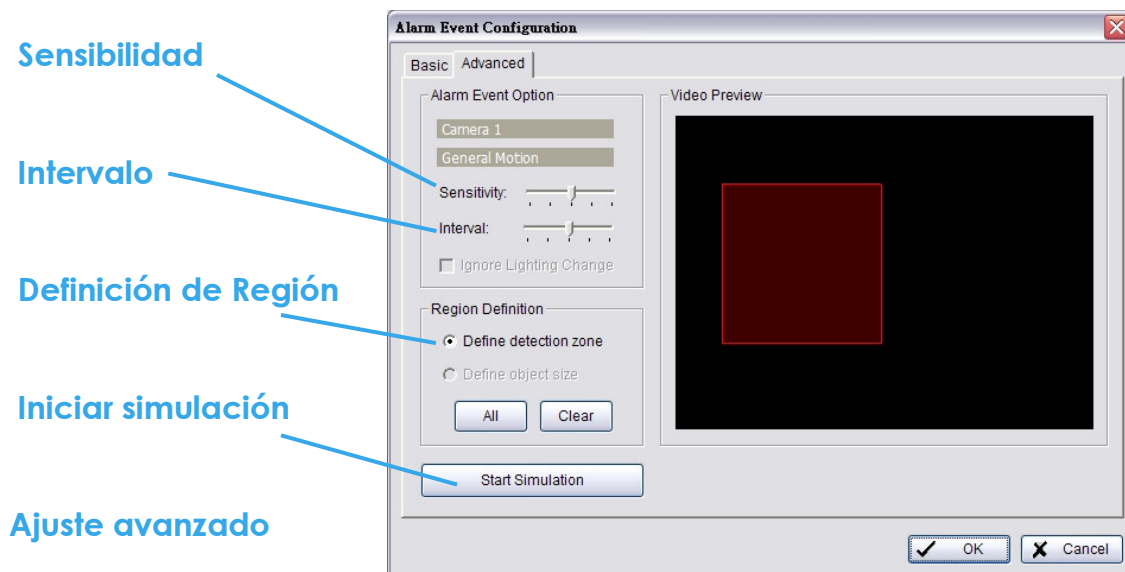 Sensibilidad
Intervalo
Definición de Región
Iniciar simulación
Ajuste avanzado
Alarm Event Configuration
Basic
Advanced
Alarm Event Option
Camera 1
General Motion
Sensitivity:
Interval:
Ignore Lighting Change
Region Definition
Define detection zone
Define object size
All
Clear
Start Simulation
Video Preview
OK
Cancel